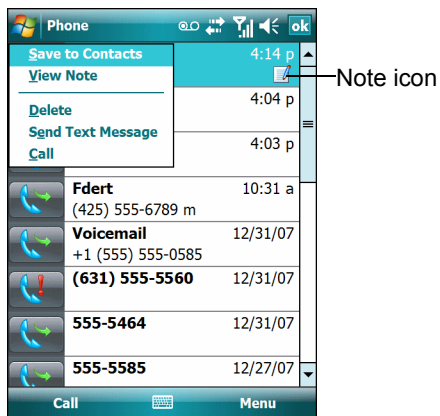 Phone ok
Save to Contacts 4:14 p
View Note
Note icon
Delete 4:04 p
Send Text Message
Call 4:03 p
Fdert 10:31 a
(425) 555-6789 m
Voicemail 12/31/07
+1 (555) 555-0585
(631) 555-5560 12/31/07
555-5464 12/31/07
555-5585 12/27/07
Call Menu